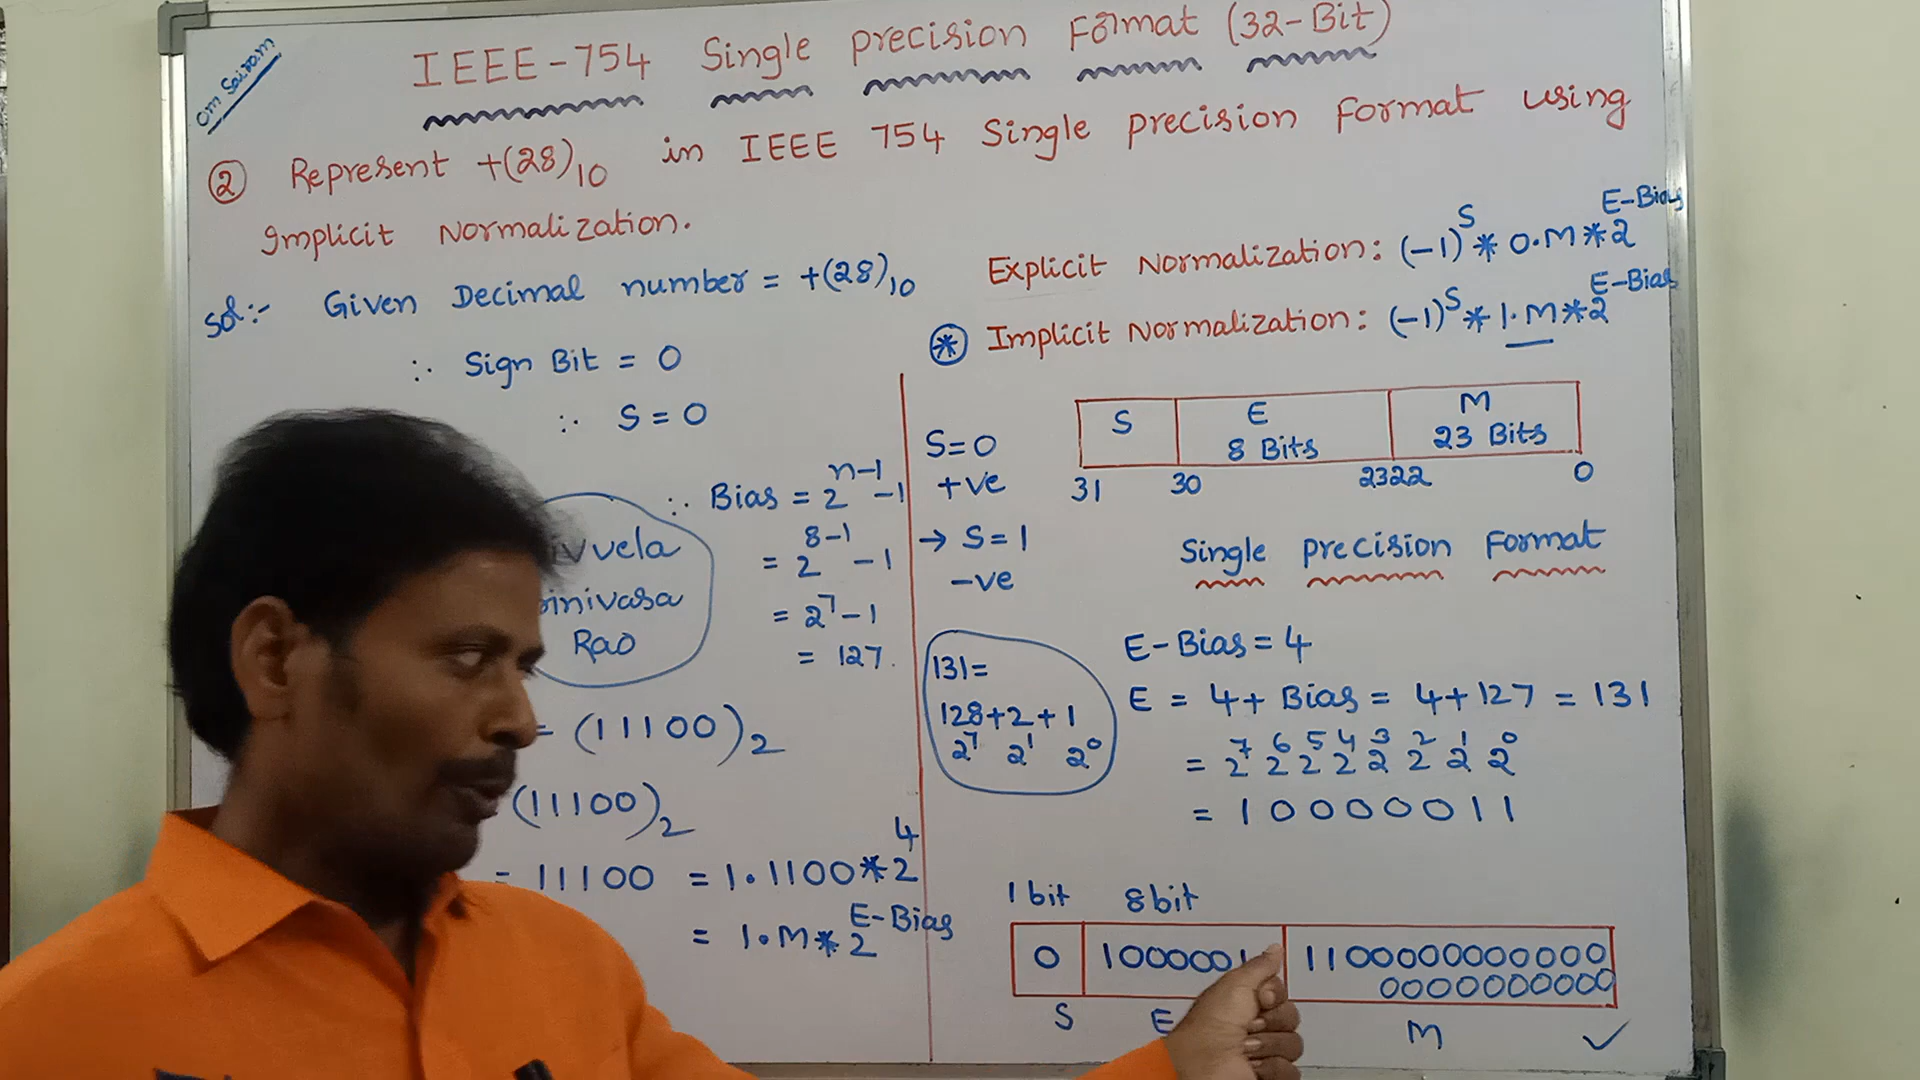 Om Sairam
IEEE-754 Single precision Format (32-Bit)
② Represent +(28)₁₀ in IEEE 754 Single precision Format using
Implicit Normalization.
Sol:- Given Decimal number = +(28)₁₀
∴ Sign Bit = 0
∴ S = 0
∴ Bias = 2ⁿ⁻¹ -1
= 2⁸⁻¹ -1
= 2⁷-1
= 127.
Rao
= (11100)₂
(11100)₂
= 11100 = 1.1100*2⁴
= 1.M*2^E-Bias
Explicit Normalization: (-1)^S * 0.M*2^E-Bias
⊛ Implicit Normalization: (-1)^S * 1.M*2^E-Bias
S=0
+ve
→ S=1
-ve
S E M
8 Bits 23 Bits
31 30 23 22 0
Single precision Format
131=
128+2+1
2⁷ 2¹ 2⁰
E-Bias = 4
E = 4+ Bias = 4+127 = 131
= 2⁷ 2⁶ 2⁵ 2⁴ 2³ 2² 2¹ 2⁰
= 1 0 0 0 0 0 1 1
1 bit 8 bit
0 1000001 1100000000000
0000000000
S E M ✓